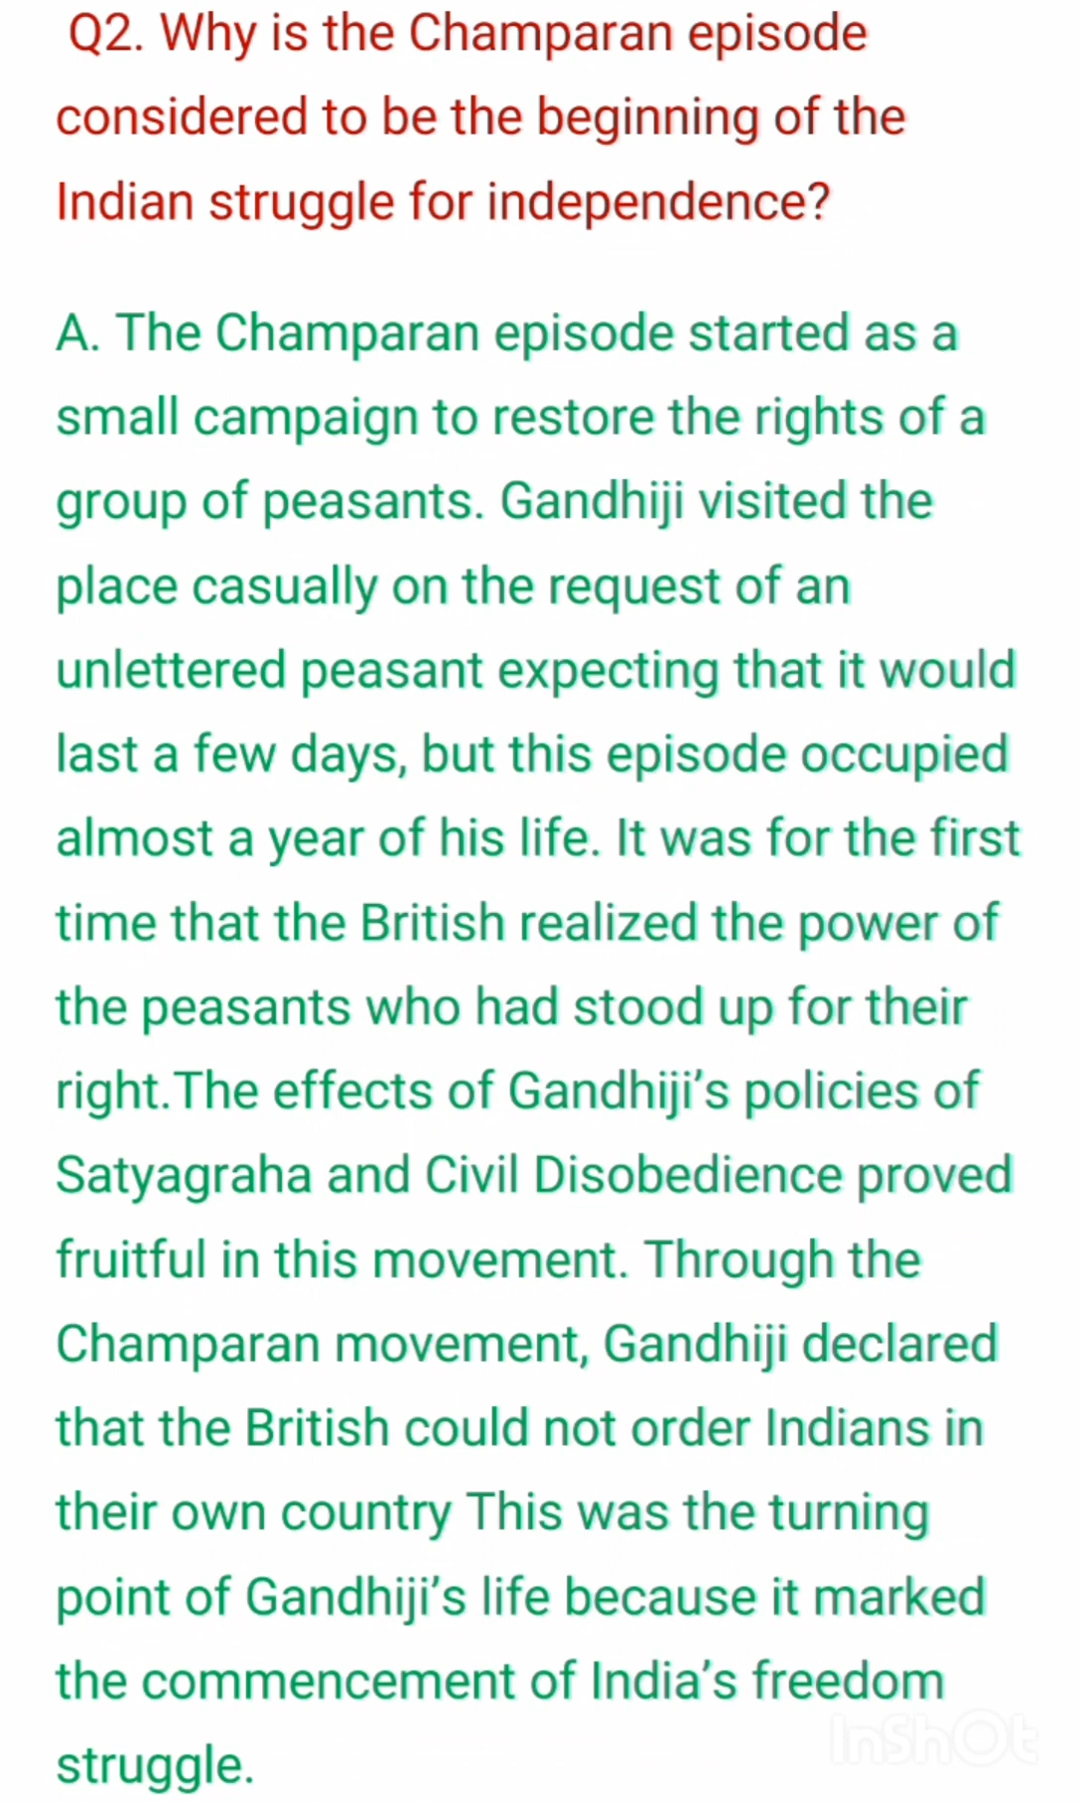 Q2. Why is the Champaran episode
considered to be the beginning of the
Indian struggle for independence?
A. The Champaran episode started as a
small campaign to restore the rights of a
group of peasants. Gandhiji visited the
place casually on the request of an
unlettered peasant expecting that it would
last a few days, but this episode occupied
almost a year of his life. It was for the first
time that the British realized the power of
the peasants who had stood up for their
right.The effects of Gandhiji’s policies of
Satyagraha and Civil Disobedience proved
fruitful in this movement. Through the
Champaran movement, Gandhiji declared
that the British could not order Indians in
their own country This was the turning
point of Gandhiji’s life because it marked
the commencement of India’s freedom
struggle.
InShOt